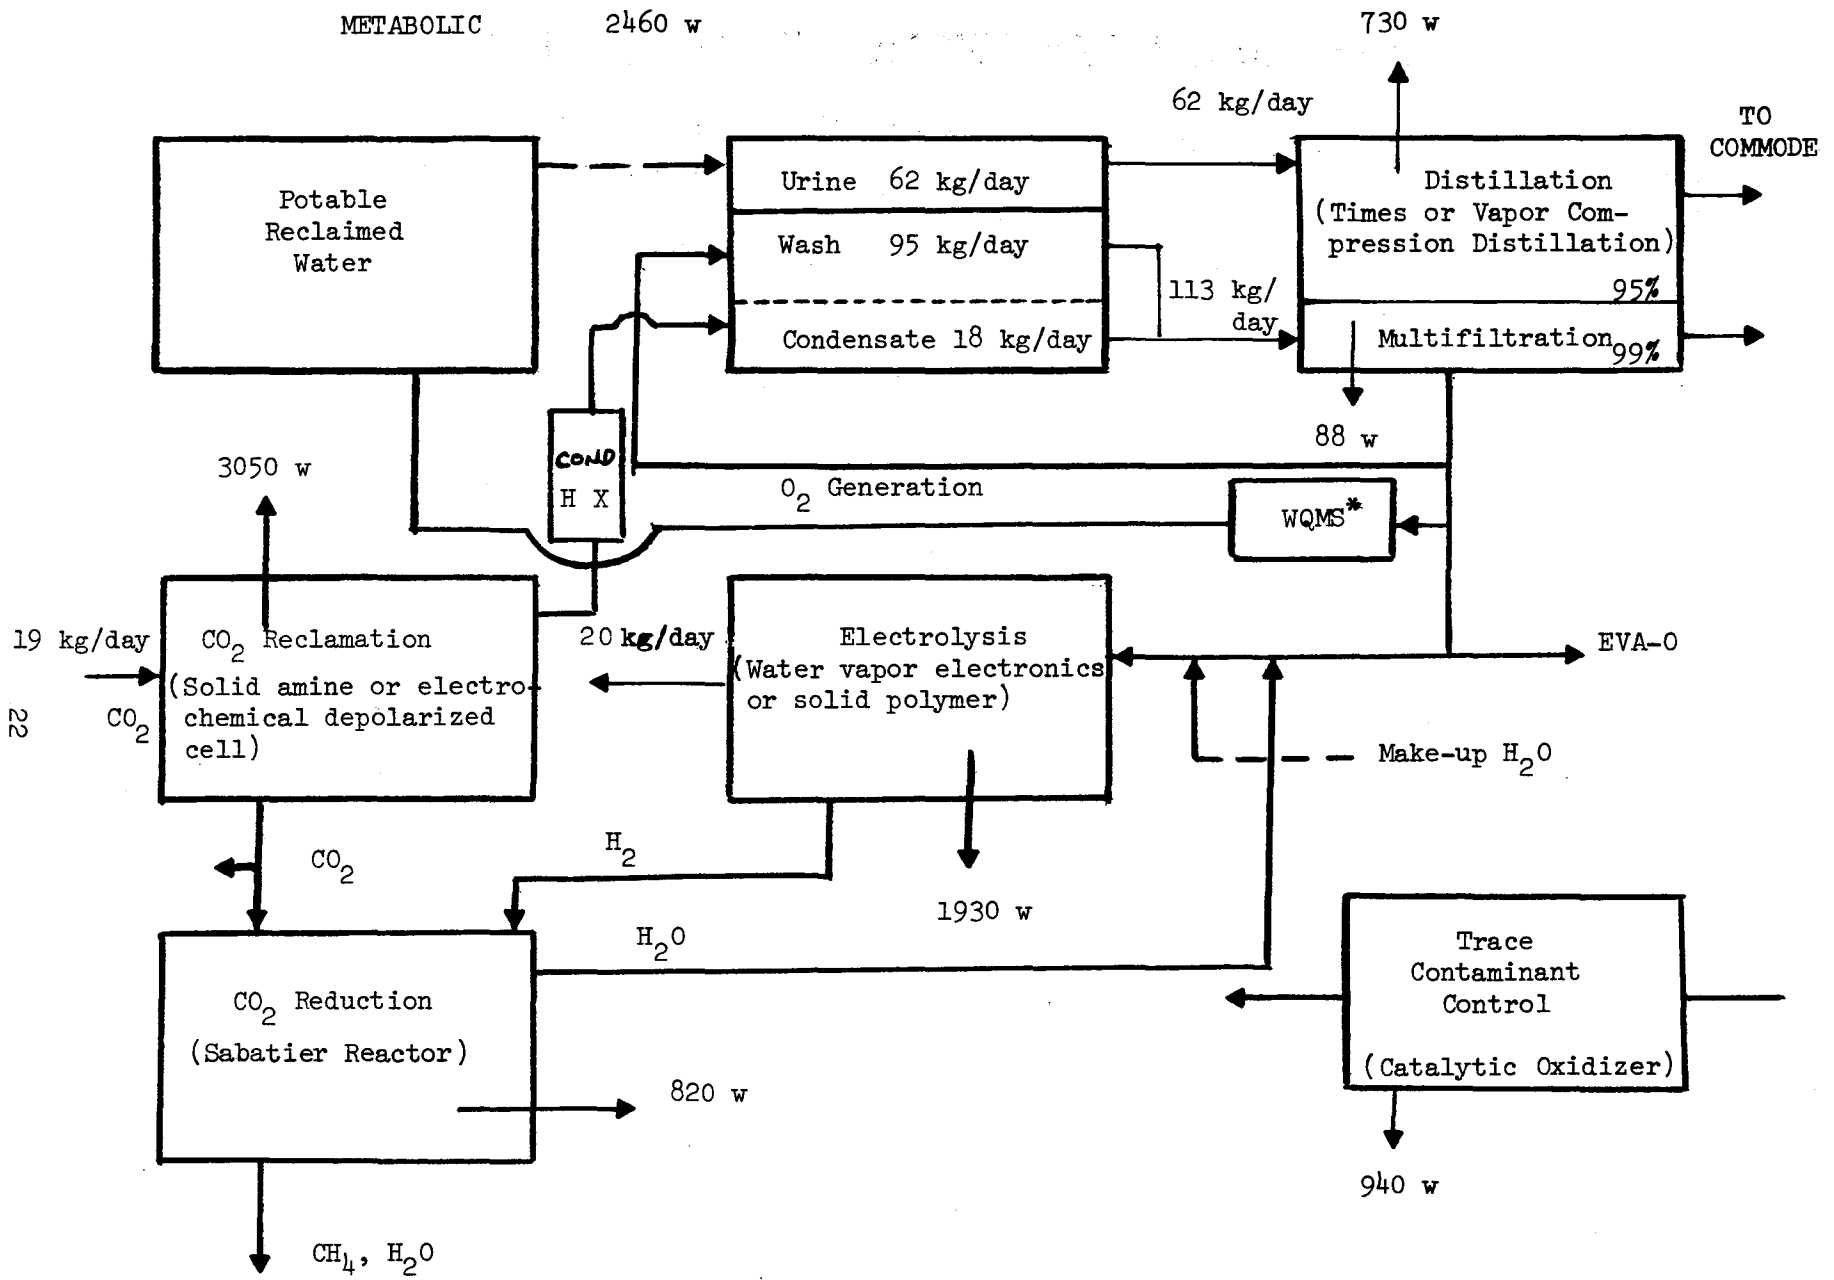 METABOLIC 2460 w 730 w
62 kg/day
TO
COMMODE
Potable
Reclaimed
Water
Urine 62 kg/day
Wash 95 kg/day
Condensate 18 kg/day
113 kg/
day
Distillation
(Times or Vapor Com-
pression Distillation)
95%
Multifiltration
99%
88 w
3050 w
COND
H X
O2 Generation
WQMS*
19 kg/day
CO2
CO2 Reclamation
(Solid amine or electro-
chemical depolarized
cell)
20 kg/day
Electrolysis
(Water vapor electronics
or solid polymer)
EVA-O
Make-up H2O
22
CO2
H2
1930 w
H2O
CO2 Reduction
(Sabatier Reactor)
820 w
Trace
Contaminant
Control
(Catalytic Oxidizer)
940 w
CH4, H2O